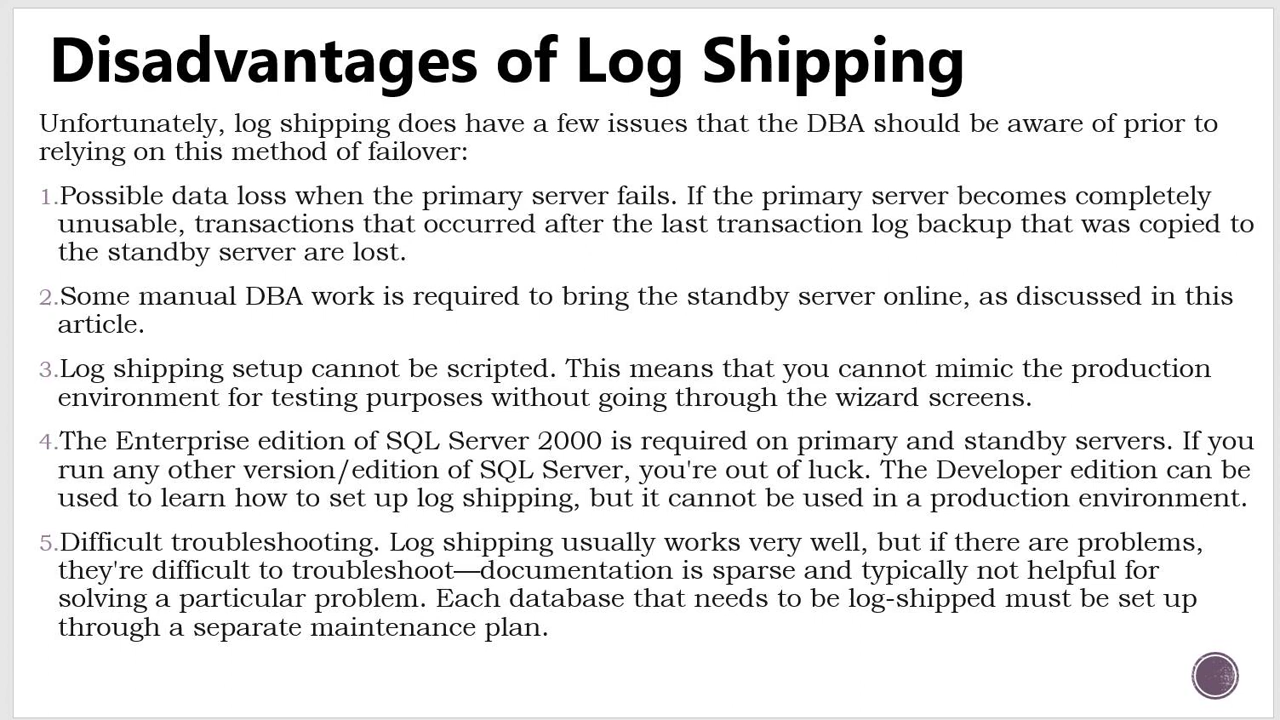 Disadvantages of Log Shipping
Unfortunately, log shipping does have a few issues that the DBA should be aware of prior to
relying on this method of failover:
1.Possible data loss when the primary server fails. If the primary server becomes completely
unusable, transactions that occurred after the last transaction log backup that was copied to
the standby server are lost.
2.Some manual DBA work is required to bring the standby server online, as discussed in this
article.
3.Log shipping setup cannot be scripted. This means that you cannot mimic the production
environment for testing purposes without going through the wizard screens.
4.The Enterprise edition of SQL Server 2000 is required on primary and standby servers. If you
run any other version/edition of SQL Server, you're out of luck. The Developer edition can be
used to learn how to set up log shipping, but it cannot be used in a production environment.
5.Difficult troubleshooting. Log shipping usually works very well, but if there are problems,
they're difficult to troubleshoot—documentation is sparse and typically not helpful for
solving a particular problem. Each database that needs to be log-shipped must be set up
through a separate maintenance plan.